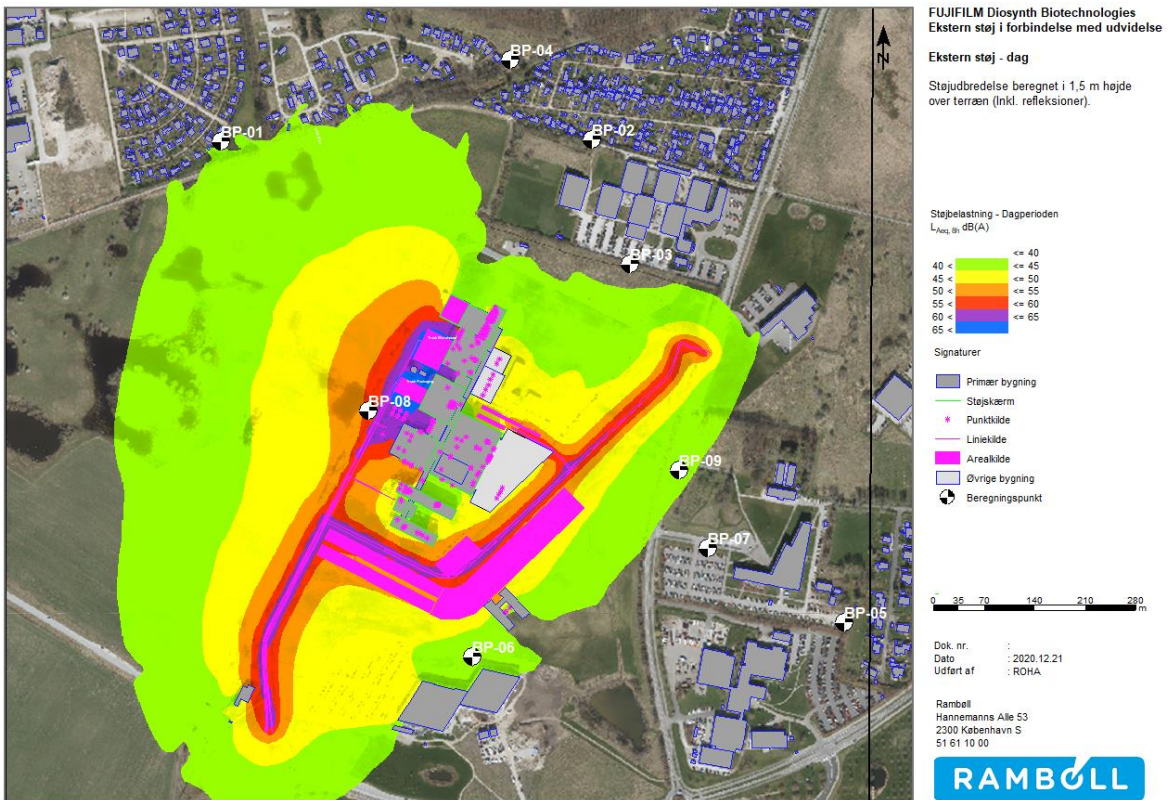 FUJIFILM Diosynth Biotechnologies
Ekstern støj i forbindelse med udvidelse
Ekstern støj - dag
Støjudbredelse beregnet i 1,5 m højde
over terræn (Inkl. refleksioner).
N
BP-04
BP-01
BP-02
BP-03
BP-08
BP-09
BP-07
BP-05
BP-06
Støjbelastning - Dagperioden
LAeq, 8h dB(A)
<= 40
40 < <= 45
45 < <= 50
50 < <= 55
55 < <= 60
60 < <= 65
65 <
Signaturer
Primær bygning
Støjskærm
Punktkilde
Liniekilde
Arealkilde
Øvrige bygning
Beregningspunkt
0 35 70 140 210 280
m
Dok. nr. :
Dato : 2020.12.21
Udført af : ROHA
Rambøll
Hannemanns Alle 53
2300 København S
51 61 10 00
RAMBOLL